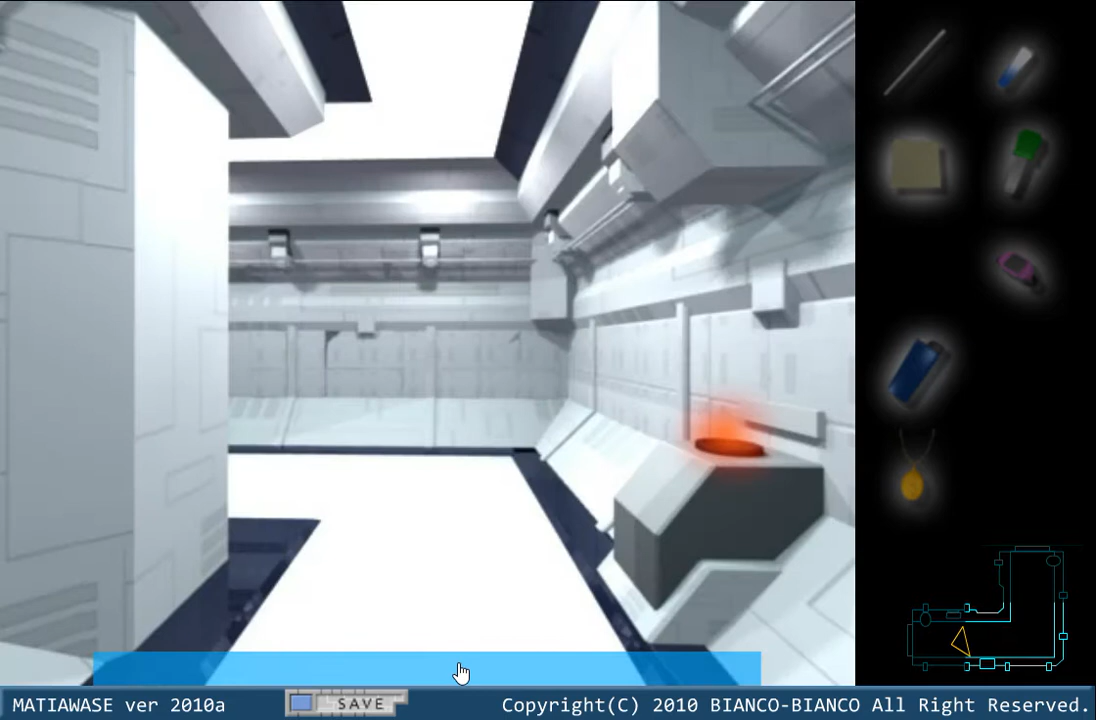 MATIAWASE ver 2010a
SAVE
Copyright(C) 2010 BIANCO-BIANCO All Right Reserved.